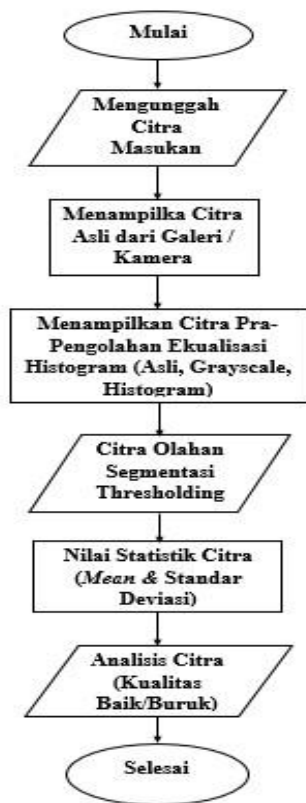 Mulai
Mengunggah
Citra
Masukan
Menampilka Citra
Asli dari Galeri /
Kamera
Menampilkan Citra Pra-
Pengolahan Ekualisasi
Histogram (Asli, Grayscale,
Histogram)
Citra Olahan
Segmentasi
Thresholding
Nilai Statistik Citra
(Mean & Standar
Deviasi)
Analisis Citra
(Kualitas
Baik/Buruk)
Selesai